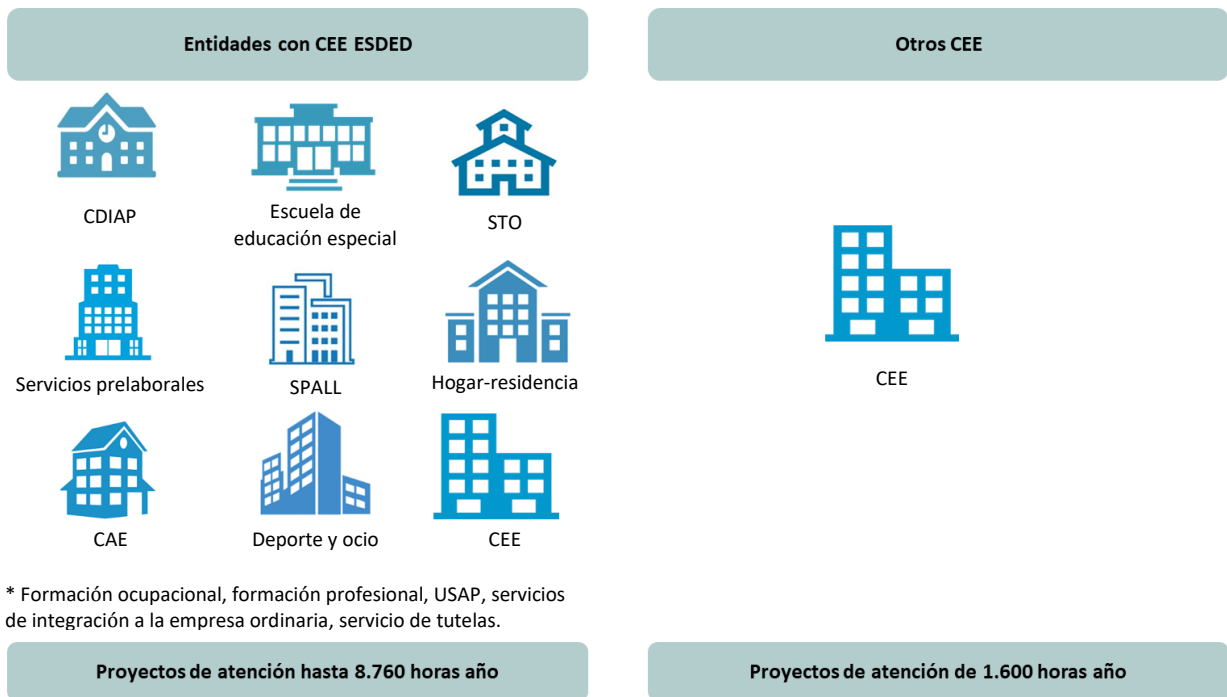 Entidades con CEE ESDED
Otros CEE
CDIAP
Escuela de
educación especial
STO
Servicios prelaborales
SPALL
Hogar-residencia
CEE
CAE
Deporte y ocio
CEE
* Formación ocupacional, formación profesional, USAP, servicios
de integración a la empresa ordinaria, servicio de tutelas.
Proyectos de atención hasta 8.760 horas año
Proyectos de atención de 1.600 horas año